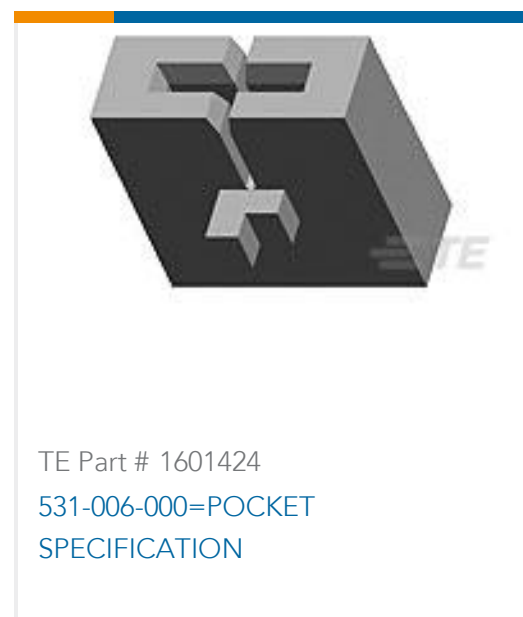 TE
TE Part # 1601424
531-006-000=POCKET
SPECIFICATION